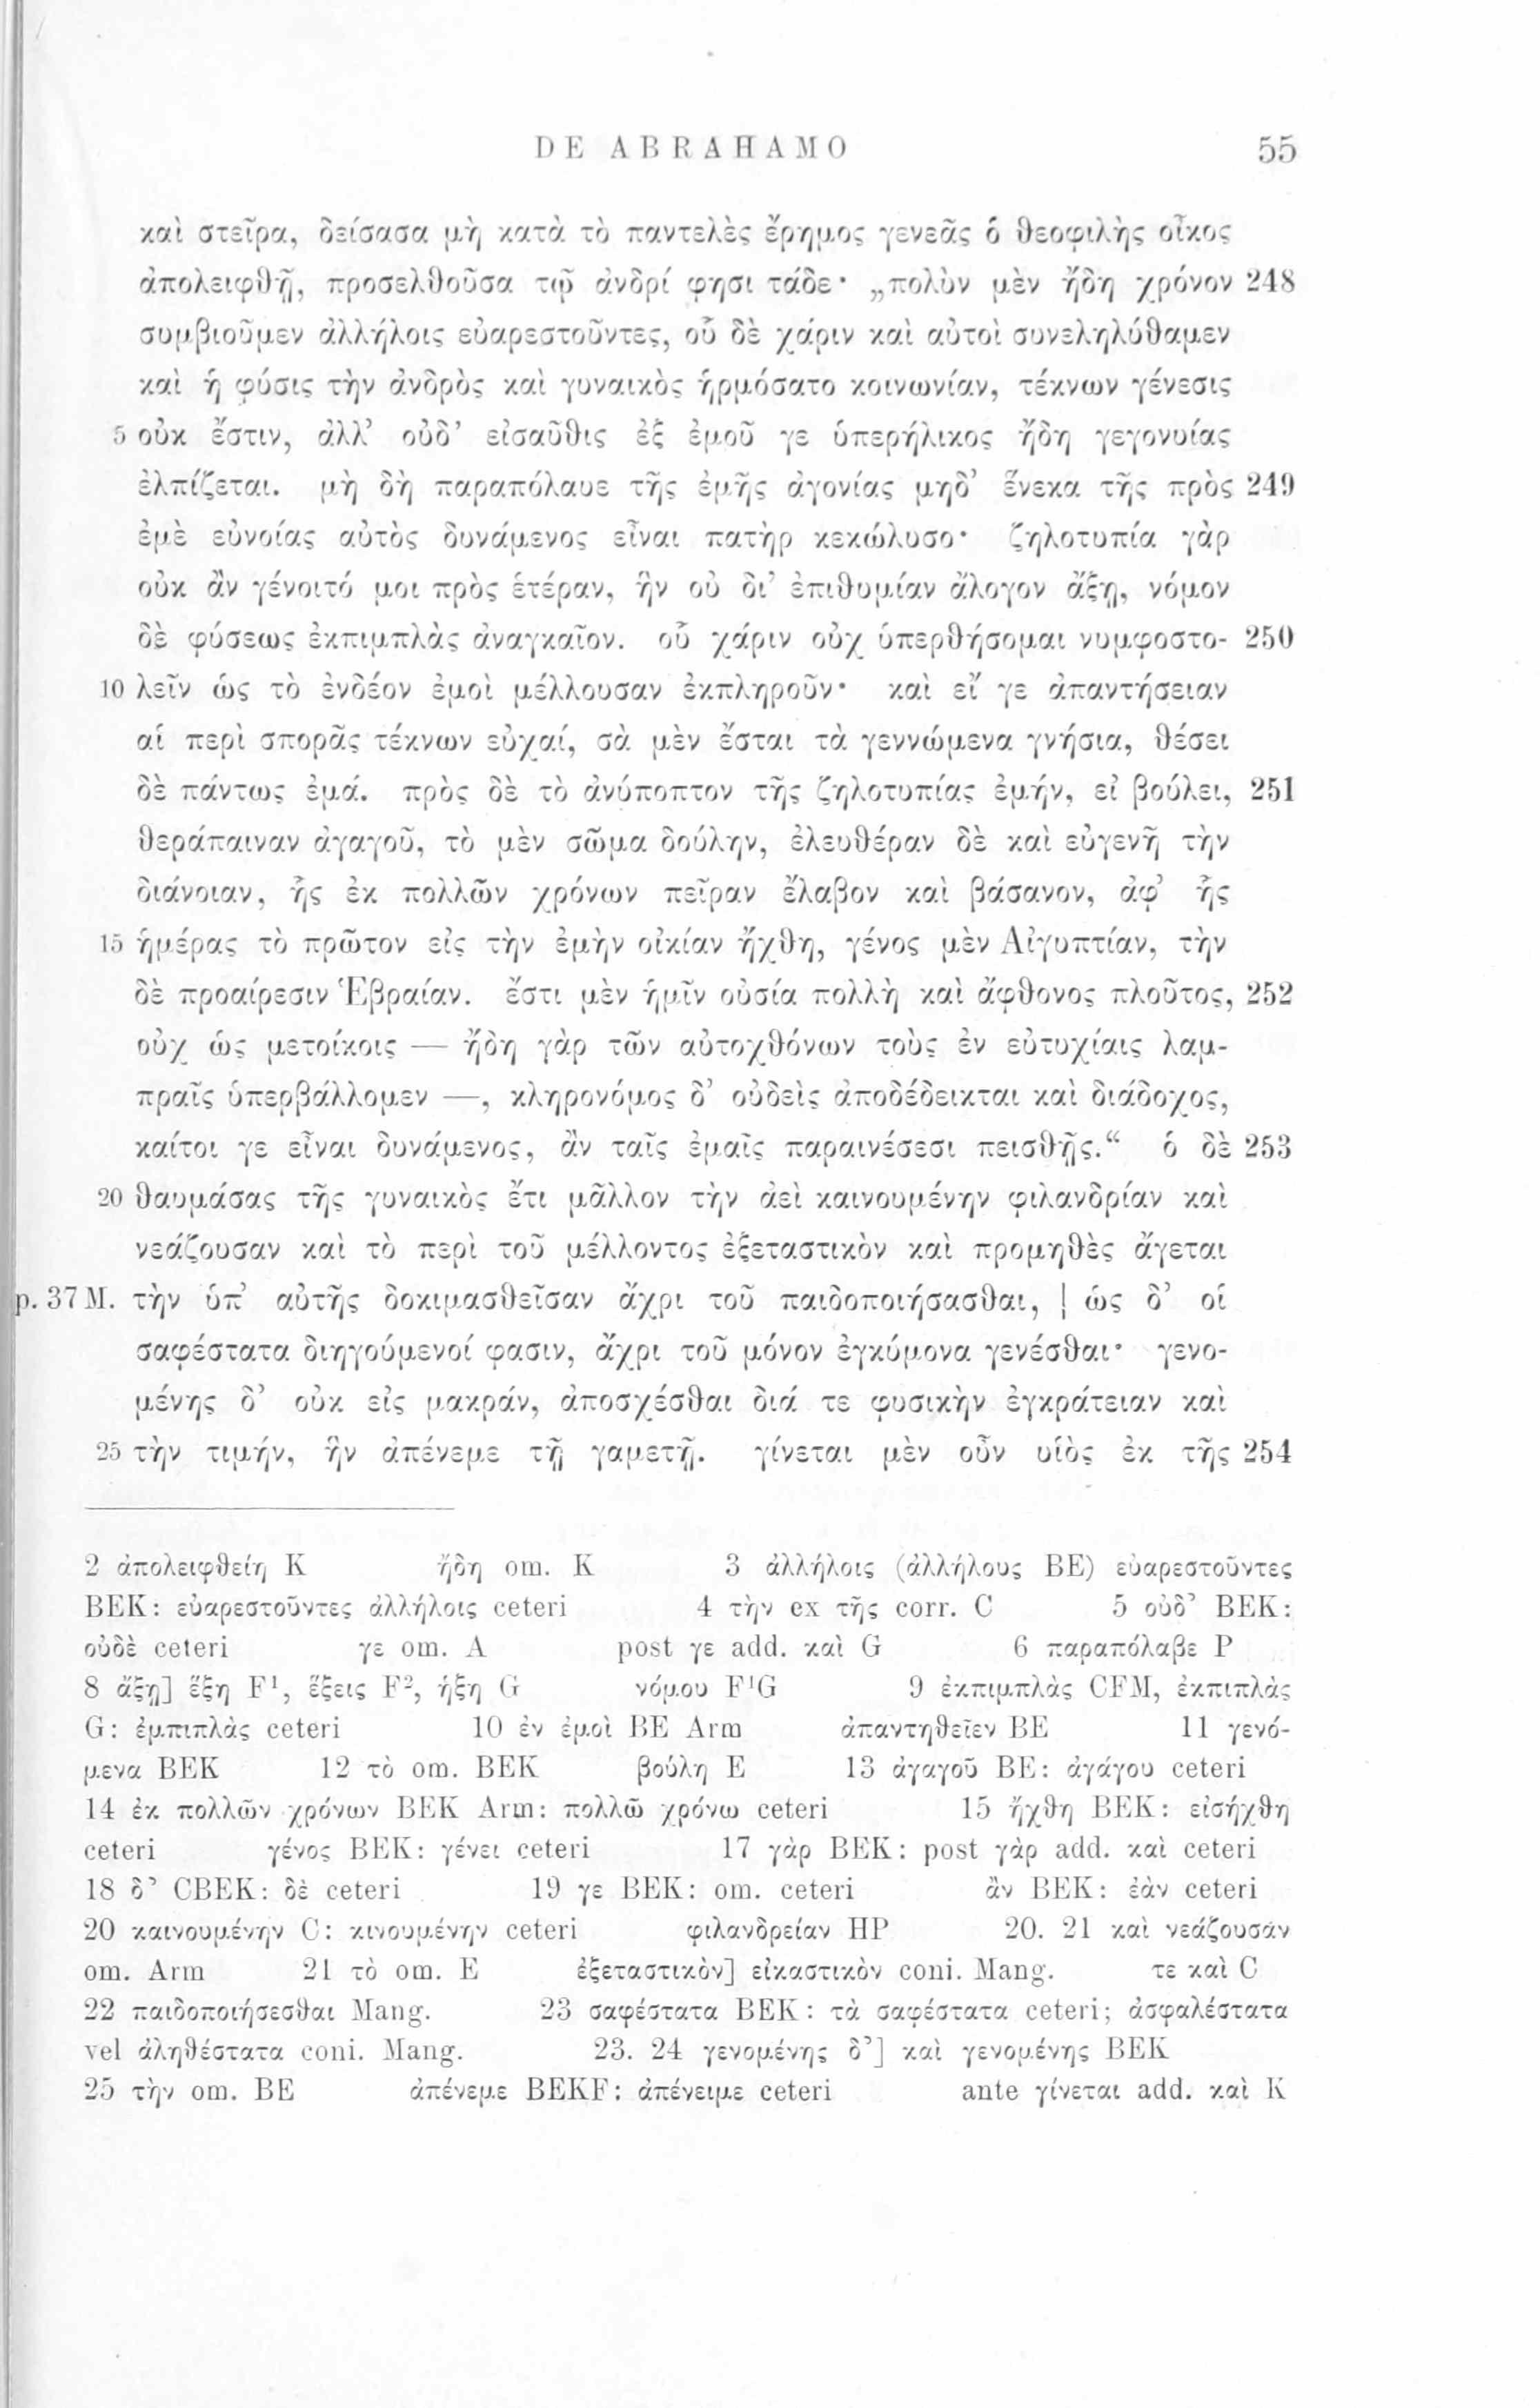 DE ABRAHAMO 55
καὶ στεῖρα, δείσασα μὴ κατὰ τὸ παντελὲς ἔρημος γενεᾶς ὁ θεοφιλὴς οἶκος
ἀπολειφθῇ, προσελθοῦσα τῷ ἀνδρί φησι τάδε· „πολὺν μὲν ἤδη χρόνον 248
συμβιοῦμεν ἀλλήλοις εὐαρεστοῦντες, οὗ δὲ χάριν καὶ αὐτοὶ συνεληλύθαμεν
καὶ ἡ φύσις τὴν ἀνδρὸς καὶ γυναικὸς ἡρμόσατο κοινωνίαν, τέκνων γένεσις
5 οὐκ ἔστιν, ἀλλ’ οὐδ’ εἰσαῦθις ἐξ ἐμοῦ γε ὑπερήλικος ἤδη γεγονυίας
ἐλπίζεται. μὴ δὴ παραπόλαυε τῆς ἐμῆς ἀγονίας μηδ’ ἕνεκα τῆς πρὸς 249
ἐμὲ εὐνοίας αὐτὸς δυνάμενος εἶναι πατὴρ κεκώλυσο· ζηλοτυπία γὰρ
οὐκ ἂν γένοιτό μοι πρὸς ἑτέραν, ἣν οὐ δι’ ἐπιθυμίαν ἄλογον ἄξῃ, νόμον
δὲ φύσεως ἐκπιμπλὰς ἀναγκαῖον. οὗ χάριν οὐχ ὑπερθήσομαι νυμφοστο- 250
10 λεῖν ὡς τὸ ἐνδέον ἐμοὶ μέλλουσαν ἐκπληροῦν· καὶ εἴ γε ἀπαντήσειαν
αἱ περὶ σπορᾶς τέκνων εὐχαί, σὰ μὲν ἔσται τὰ γεννώμενα γνήσια, θέσει
δὲ πάντως ἐμά. πρὸς δὲ τὸ ἀνύποπτον τῆς ζηλοτυπίας ἐμήν, εἰ βούλει, 251
θεράπαιναν ἀγαγοῦ, τὸ μὲν σῶμα δούλην, ἐλευθέραν δὲ καὶ εὐγενῆ τὴν
διάνοιαν, ἧς ἐκ πολλῶν χρόνων πεῖραν ἔλαβον καὶ βάσανον, ἀφ’ ἧς
15 ἡμέρας τὸ πρῶτον εἰς τὴν ἐμὴν οἰκίαν ἤχθη, γένος μὲν Αἰγυπτίαν, τὴν
δὲ προαίρεσιν Ἑβραίαν. ἔστι μὲν ἡμῖν οὐσία πολλὴ καὶ ἄφθονος πλοῦτος, 252
οὐχ ὡς μετοίκοις — ἤδη γὰρ τῶν αὐτοχθόνων τοὺς ἐν εὐτυχίαις λαμ-
πραῖς ὑπερβάλλομεν —, κληρονόμος δ’ οὐδεὶς ἀποδέδεικται καὶ διάδοχος,
καίτοι γε εἶναι δυνάμενος, ἂν ταῖς ἐμαῖς παραινέσεσι πεισθῇς.“ ὁ δὲ 253
20 θαυμάσας τῆς γυναικὸς ἔτι μᾶλλον τὴν ἀεὶ καινουμένην φιλανδρίαν καὶ
νεάζουσαν καὶ τὸ περὶ τοῦ μέλλοντος ἐξεταστικὸν καὶ προμηθὲς ἄγεται
p. 37 M. τὴν ὑπ’ αὐτῆς δοκιμασθεῖσαν ἄχρι τοῦ παιδοποιήσασθαι, | ὡς δ’ οἱ
σαφέστατα διηγούμενοί φασιν, ἄχρι τοῦ μόνον ἐγκύμονα γενέσθαι· γενο-
μένης δ’ οὐκ εἰς μακράν, ἀποσχέσθαι διά τε φυσικὴν ἐγκράτειαν καὶ
25 τὴν τιμήν, ἣν ἀπένεμε τῇ γαμετῇ. γίνεται μὲν οὖν υἱὸς ἐκ τῆς 254
2 ἀπολειφθείη K ἤδη om. K 3 ἀλλήλοις (ἀλλήλους BE) εὐαρεστοῦντες
BEK: εὐαρεστοῦντες ἀλλήλοις ceteri 4 τὴν ex τῆς corr. C 5 οὐδ’ BEK:
οὐδὲ ceteri γε om. A post γε add. καὶ G 6 παραπόλαβε P
8 ἄξῃ] ἕξη F¹, ἕξεις F², ἥξη G νόμου F¹G 9 ἐκπιμπλὰς CFM, ἐκπιπλὰς
G: ἐμπιπλὰς ceteri 10 ἐν ἐμοὶ BE Arm ἀπαντηθεῖεν BE 11 γενό-
μενα BEK 12 τὸ om. BEK βούλη E 13 ἀγαγοῦ BE: ἀγάγου ceteri
14 ἐκ πολλῶν χρόνων BEK Arm: πολλῶ χρόνω ceteri 15 ἤχθη BEK: εἰσήχθη
ceteri γένος BEK: γένει ceteri 17 γὰρ BEK: post γὰρ add. καὶ ceteri
18 δ’ CBEK: δὲ ceteri 19 γε BEK: om. ceteri ἂν BEK: ἐὰν ceteri
20 καινουμένην C: κινουμένην ceteri φιλανδρείαν HP 20. 21 καὶ νεάζουσαν
om. Arm 21 τὸ om. E ἐξεταστικὸν] εἰκαστικὸν coni. Mang. τε καὶ C
22 παιδοποιήσεσθαι Mang. 23 σαφέστατα BEK: τὰ σαφέστατα ceteri; ἀσφαλέστατα
vel ἀληθέστατα coni. Mang. 23. 24 γενομένης δ’] καὶ γενομένης BEK
25 τὴν om. BE ἀπένεμε BEKF: ἀπένειμε ceteri ante γίνεται add. καὶ K